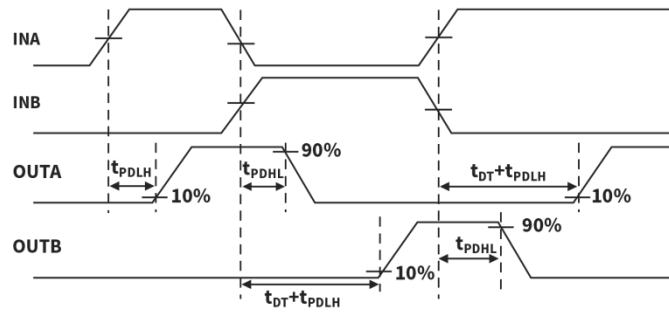 INA
INB
OUTA
tPDLH
10%
tPDHL
90%
tDT+tPDLH
10%
OUTB
tDT+tPDLH
10%
tPDHL
90%